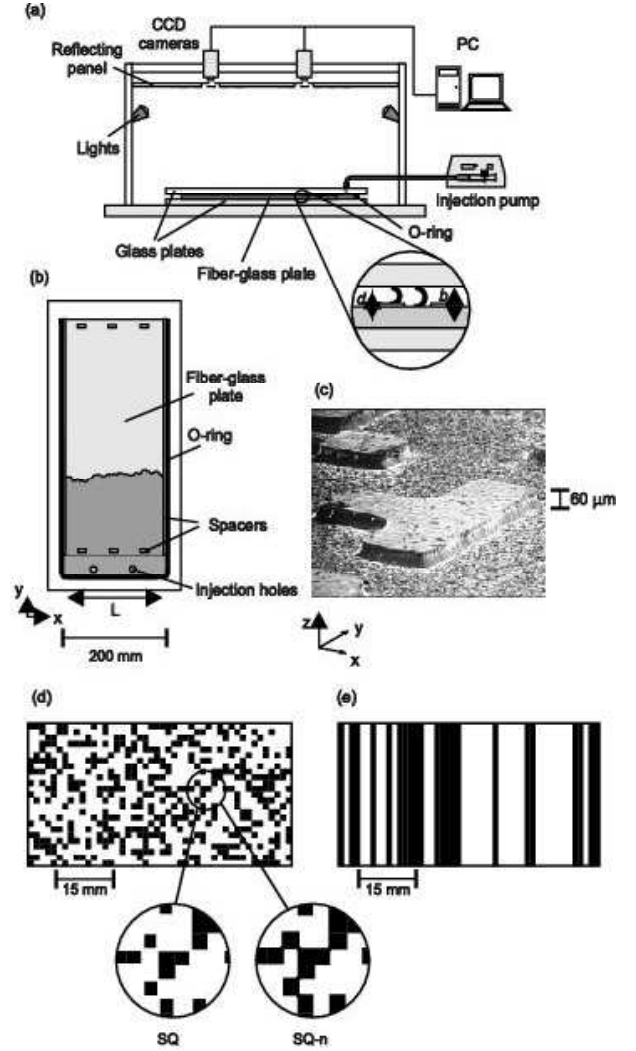 (a)
CCD
cameras
PC
Reflecting
panel
Lights
Injection pump
Glass plates
O-ring
Fiber-glass plate
d
b
(b)
Fiber-glass
plate
O-ring
Spacers
Injection holes
y
x
L
200 mm
(c)
60 μm
z
y
x
(d)
15 mm
SQ
SQ-n
(e)
15 mm